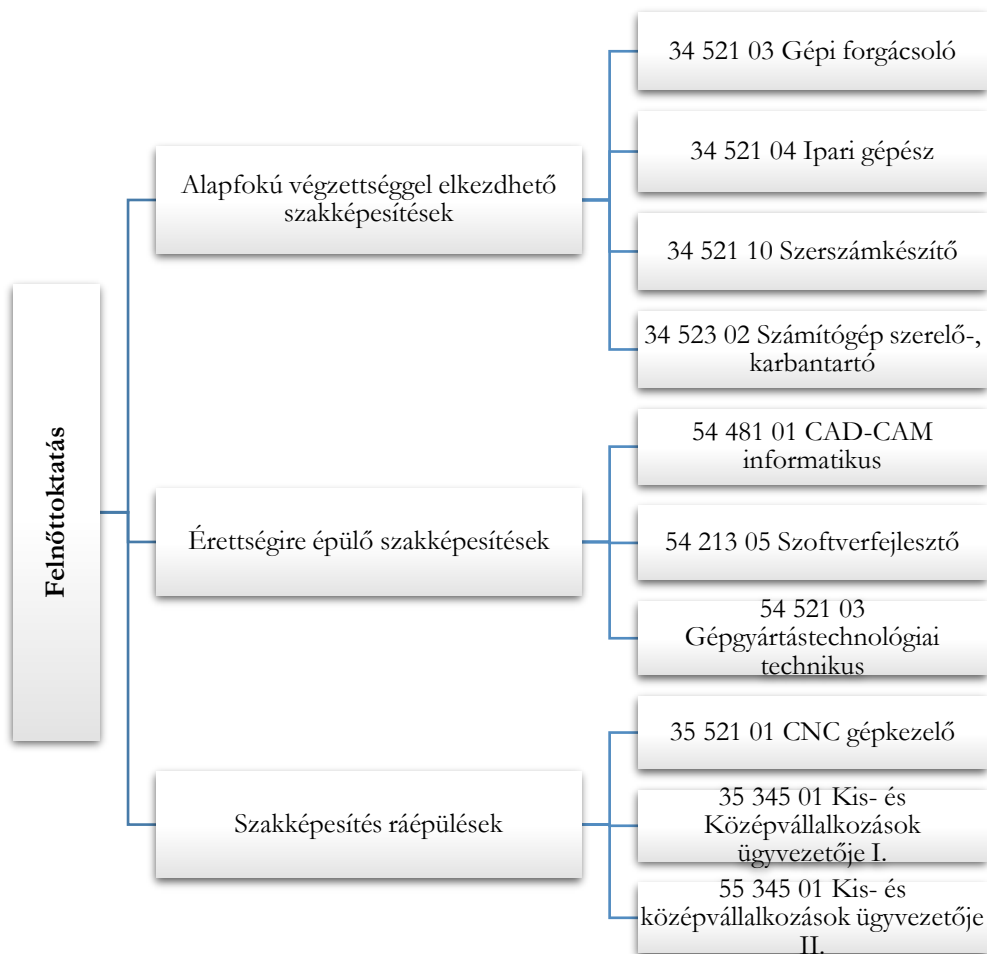 Felnőttoktatás
Alapfokú végzettséggel elkezdhető
szakképesítések
34 521 03 Gépi forgácsoló
34 521 04 Ipari gépész
34 521 10 Szerszámkészítő
34 523 02 Számítógép szerelő-,
karbantartó
Érettségire épülő szakképesítések
54 481 01 CAD-CAM
informatikus
54 213 05 Szoftverfejlesztő
54 521 03
Gépgyártástechnológiai
technikus
Szakképesítés ráépülések
35 521 01 CNC gépkezelő
35 345 01 Kis- és
Középvállalkozások
ügyvezetője I.
55 345 01 Kis- és
középvállalkozások ügyvezetője
II.